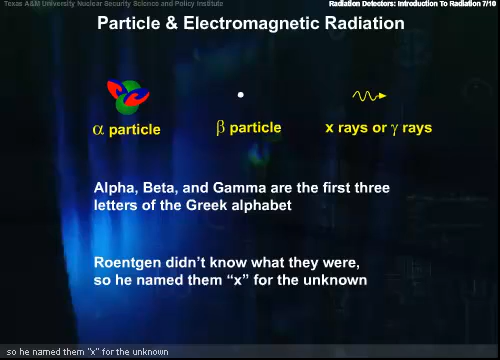 Texas A&M University Nuclear Security Science and Policy Institute
Radiation Detectors: Introduction To Radiation 7/10
Particle & Electromagnetic Radiation
α particle
β particle
x rays or γ rays
Alpha, Beta, and Gamma are the first three
letters of the Greek alphabet
Roentgen didn't know what they were,
so he named them “x” for the unknown
so he named them "x" for the unknown